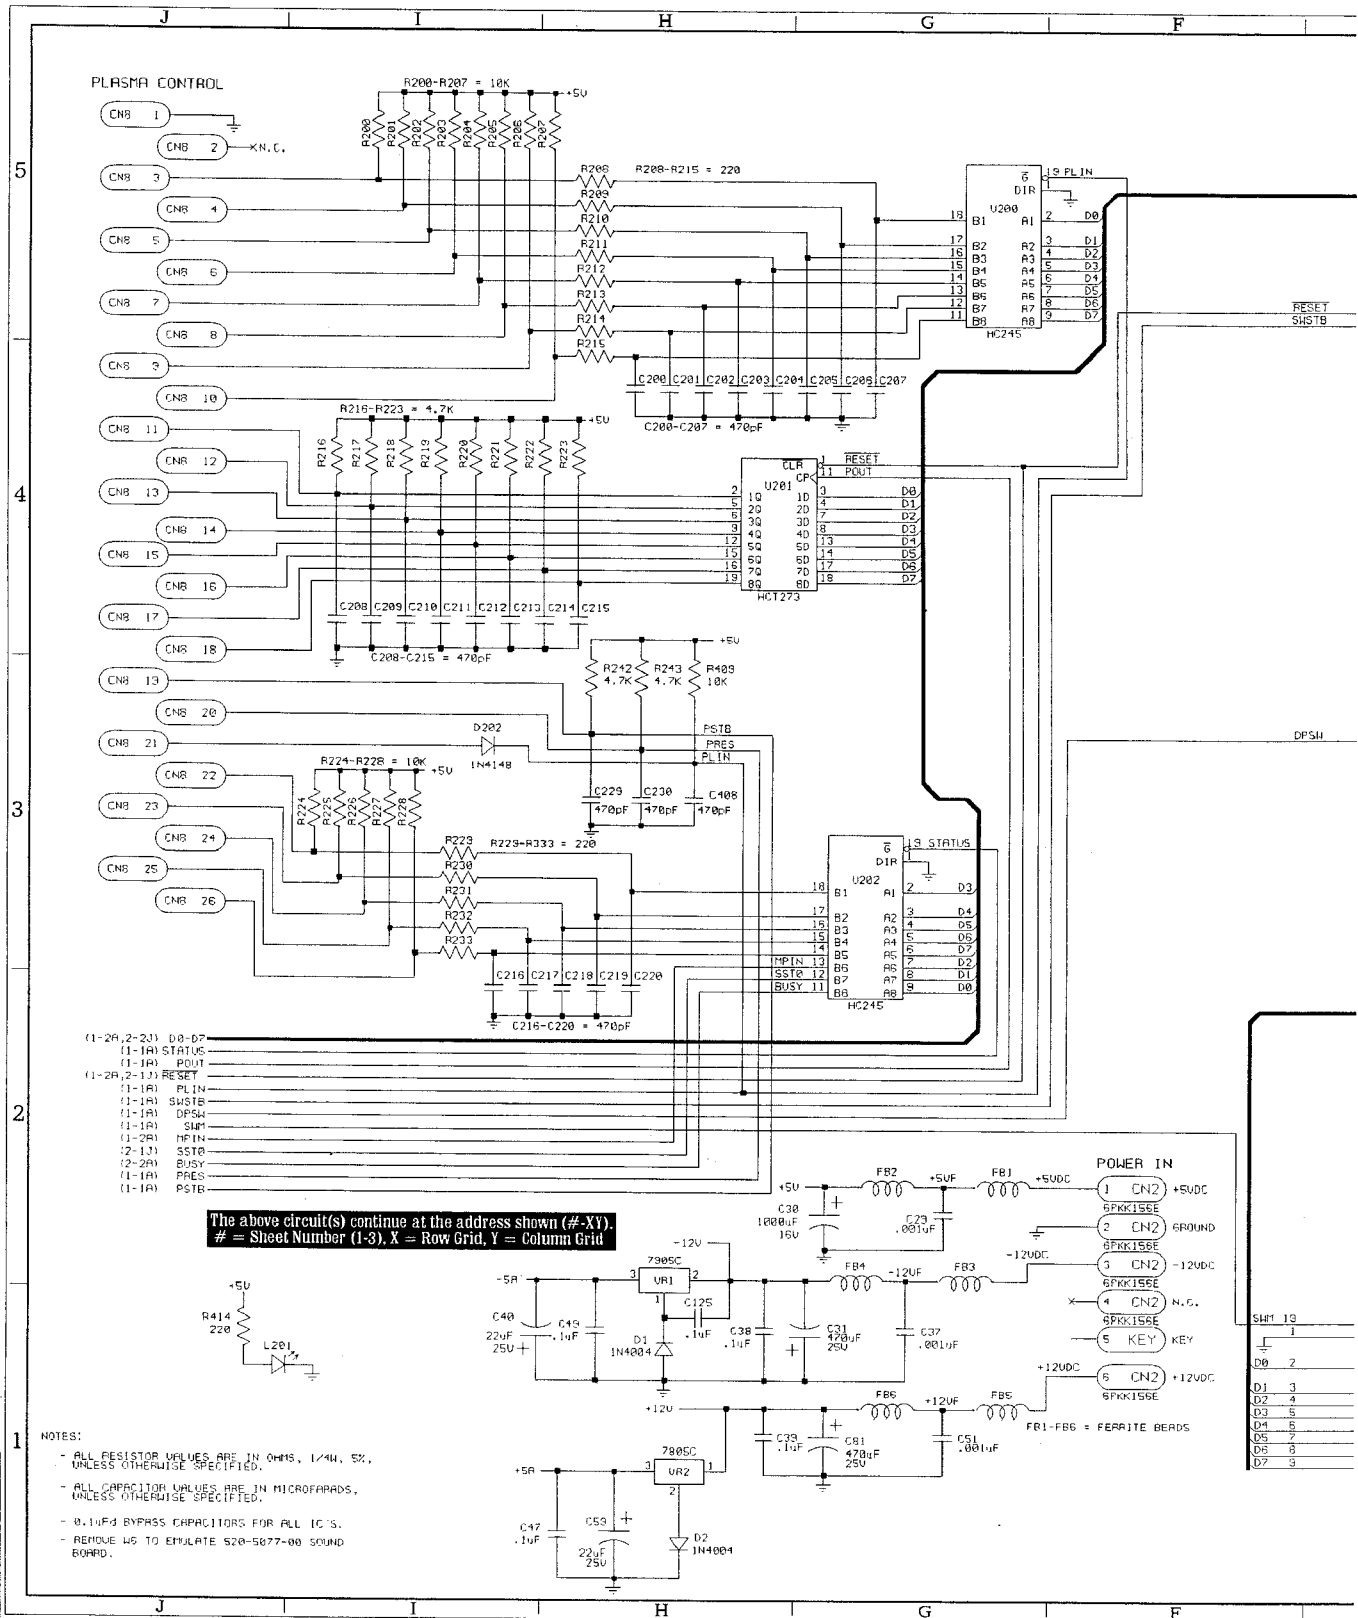 J I H G F
PLASMA CONTROL
CN8 1
CN8 2 N.C.
CN8 3
CN8 4
CN8 5
CN8 6
CN8 7
CN8 8
CN8 9
CN8 10
CN8 11
CN8 12
CN8 13
CN8 14
CN8 15
CN8 16
CN8 17
CN8 18
CN8 19
CN8 20
CN8 21
CN8 22
CN8 23
CN8 24
CN8 25
CN8 26
5
4
3
2
1
R200-R207 = 10K
+5V
R200 R201 R202 R203 R204 R205 R206 R207
R208 R208-R215 = 220
R209
R210
R211
R212
R213
R214
R215
C200 C201 C202 C203 C204 C205 C206 C207
C200-C207 = 470pF
G 19 PLIN
DIR 1
U200
18 B1 A1 2 D0
17 B2 A2 3 D1
16 B3 A3 4 D2
15 B4 A4 5 D3
14 B5 A5 6 D4
13 B6 A6 7 D5
12 B7 A7 8 D6
11 B8 A8 9 D7
HC245
RESET
SWSTB
R216-R223 = 4.7K
+5V
R216 R217 R218 R219 R220 R221 R222 R223
C208 C209 C210 C211 C212 C213 C214 C215
C208-C215 = 470pF
CLR 1 RESET
CP 11 POUT
U201
2 1Q 1D 3 D0
5 2Q 2D 4 D1
6 3Q 3D 7 D2
9 4Q 4D 8 D3
12 5Q 5D 13 D4
15 6Q 6D 14 D5
16 7Q 7D 17 D6
19 8Q 8D 18 D7
HCT273
+5V
R242 4.7K
R243 4.7K
R409 10K
PSTB
PRES
PLIN
D202
1N4148
DPSW
C229 470pF
C230 470pF
C408 470pF
R224-R228 = 10K
+5V
R224 R225 R226 R227 R228
R229 R229-R333 = 220
R230
R231
R232
R233
C216 C217 C218 C219 C220
C216-C220 = 470pF
G 19 STATUS
DIR 1
U202
18 B1 A1 2 D3
17 B2 A2 3 D4
16 B3 A3 4 D5
15 B4 A4 5 D6
14 B5 A5 6 D7
MPIN 13 B6 A6 7 D2
SST0 12 B7 A7 8 D1
BUSY 11 B8 A8 9 D0
HC245
(1-2A,2-2J) D0-D7
(1-1A) STATUS
(1-1A) POUT
(1-2A,2-1J) RESET
(1-1A) PLIN
(1-1A) SWSTB
(1-1A) DPSW
(1-1A) SWM
(1-2A) MPIN
(2-1J) SST0
(2-2A) BUSY
(1-1A) PRES
(1-1A) PSTB
The above circuit(s) continue at the address shown (#-XY).
# = Sheet Number (1-3), X = Row Grid, Y = Column Grid
+5V
R414
220
L201
POWER IN
1 CN2 +5VDC
6PKK156E
2 CN2 GROUND
6PKK156E
3 CN2 -12VDC
6PKK156E
4 CN2 N.C.
6PKK156E
5 KEY KEY
6 CN2 +12VDC
6PKK156E
+5V FB2 +5VF FB1 +5VDC
C30
1000uF
16V
C29
.001uF
-12V
7905C
-5A 3 VR1 2
1
FB4 -12VF FB3 -12VDC
C40
22uF
25V
C49
.1uF
C125
.1uF
D1
1N4004
C38
.1uF
C31
470uF
25V
C37
.001uF
+12V FB6 +12VF FB5 +12VDC
C39
.1uF
C81
470uF
25V
C51
.001uF
FB1-FB6 = FERRITE BEADS
7805C
+5A 3 VR2 1
2
C47
.1uF
C59
22uF
25V
D2
1N4004
SWM 19
1
D0 2
D1 3
D2 4
D3 5
D4 6
D5 7
D6 8
D7 9
NOTES:
- ALL RESISTOR VALUES ARE IN OHMS, 1/4W, 5%,
UNLESS OTHERWISE SPECIFIED.
- ALL CAPACITOR VALUES ARE IN MICROFARADS,
UNLESS OTHERWISE SPECIFIED.
- 0.1uFd BYPASS CAPACITORS FOR ALL IC'S.
- REMOVE W6 TO EMULATE 520-5077-00 SOUND
BOARD.
J I H G F